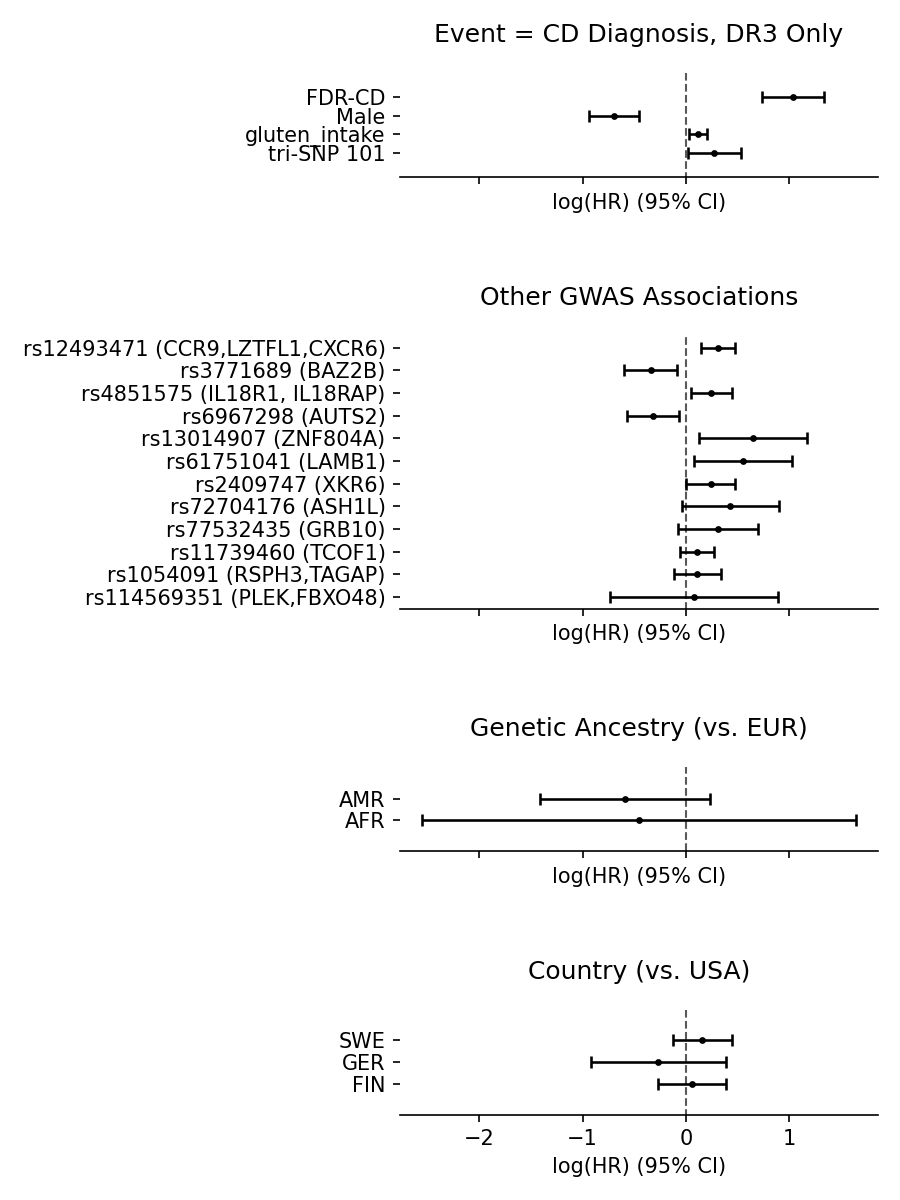 Event = CD Diagnosis, DR3 Only
FDR-CD
Male
gluten_intake
tri-SNP 101
log(HR) (95% CI)
Other GWAS Associations
rs12493471 (CCR9,LZTFL1,CXCR6)
rs3771689 (BAZ2B)
rs4851575 (IL18R1, IL18RAP)
rs6967298 (AUTS2)
rs13014907 (ZNF804A)
rs61751041 (LAMB1)
rs2409747 (XKR6)
rs72704176 (ASH1L)
rs77532435 (GRB10)
rs11739460 (TCOF1)
rs1054091 (RSPH3,TAGAP)
rs114569351 (PLEK,FBXO48)
log(HR) (95% CI)
Genetic Ancestry (vs. EUR)
AMR
AFR
log(HR) (95% CI)
Country (vs. USA)
SWE
GER
FIN
−2 −1 0 1
log(HR) (95% CI)